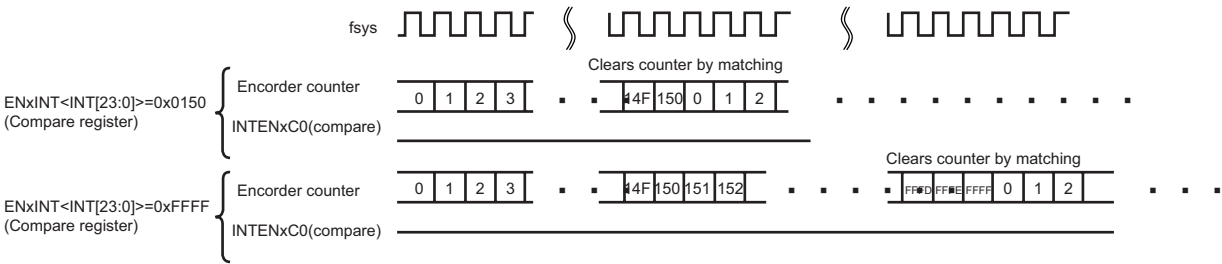 fsys
Clears counter by matching
ENxINT<INT[23:0]>=0x0150
(Compare register)
Encorder counter
0 1 2 3 14F 150 0 1 2
INTENxC0(compare)
Clears counter by matching
ENxINT<INT[23:0]>=0xFFFF
(Compare register)
Encorder counter
0 1 2 3 14F 150 151 152 FFFD FFFE FFFF 0 1 2
INTENxC0(compare)